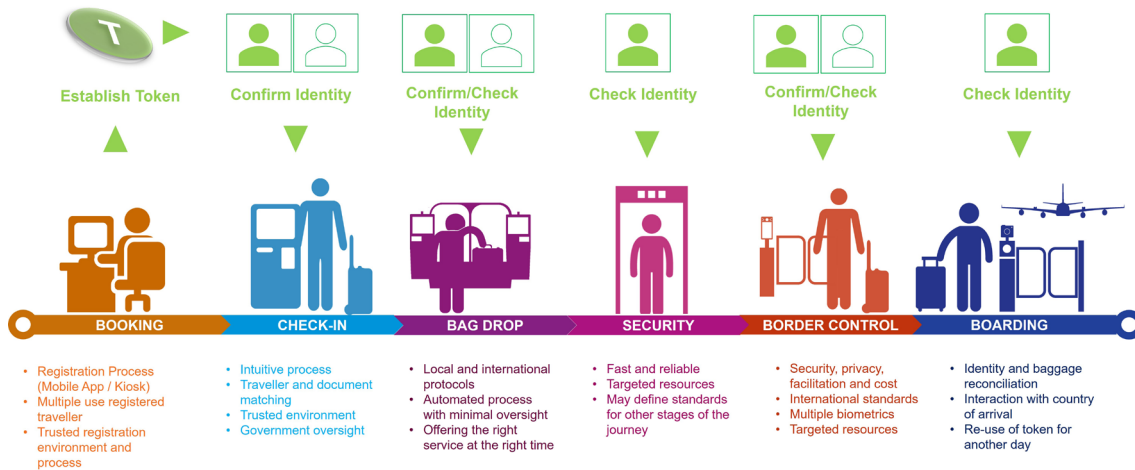 T
Establish Token
Confirm Identity
Confirm/Check
Identity
Check Identity
Confirm/Check
Identity
Check Identity
BOOKING
CHECK-IN
BAG DROP
SECURITY
BORDER CONTROL
BOARDING
• Registration Process
(Mobile App / Kiosk)
• Multiple use registered
traveller
• Trusted registration
environment and
process
• Intuitive process
• Traveller and document
matching
• Trusted environment
• Government oversight
• Local and international
protocols
• Automated process
with minimal oversight
• Offering the right
service at the right time
• Fast and reliable
• Targeted resources
• May define standards
for other stages of the
journey
• Security, privacy,
facilitation and cost
• International standards
• Multiple biometrics
• Targeted resources
• Identity and baggage
reconciliation
• Interaction with country
of arrival
• Re-use of token for
another day